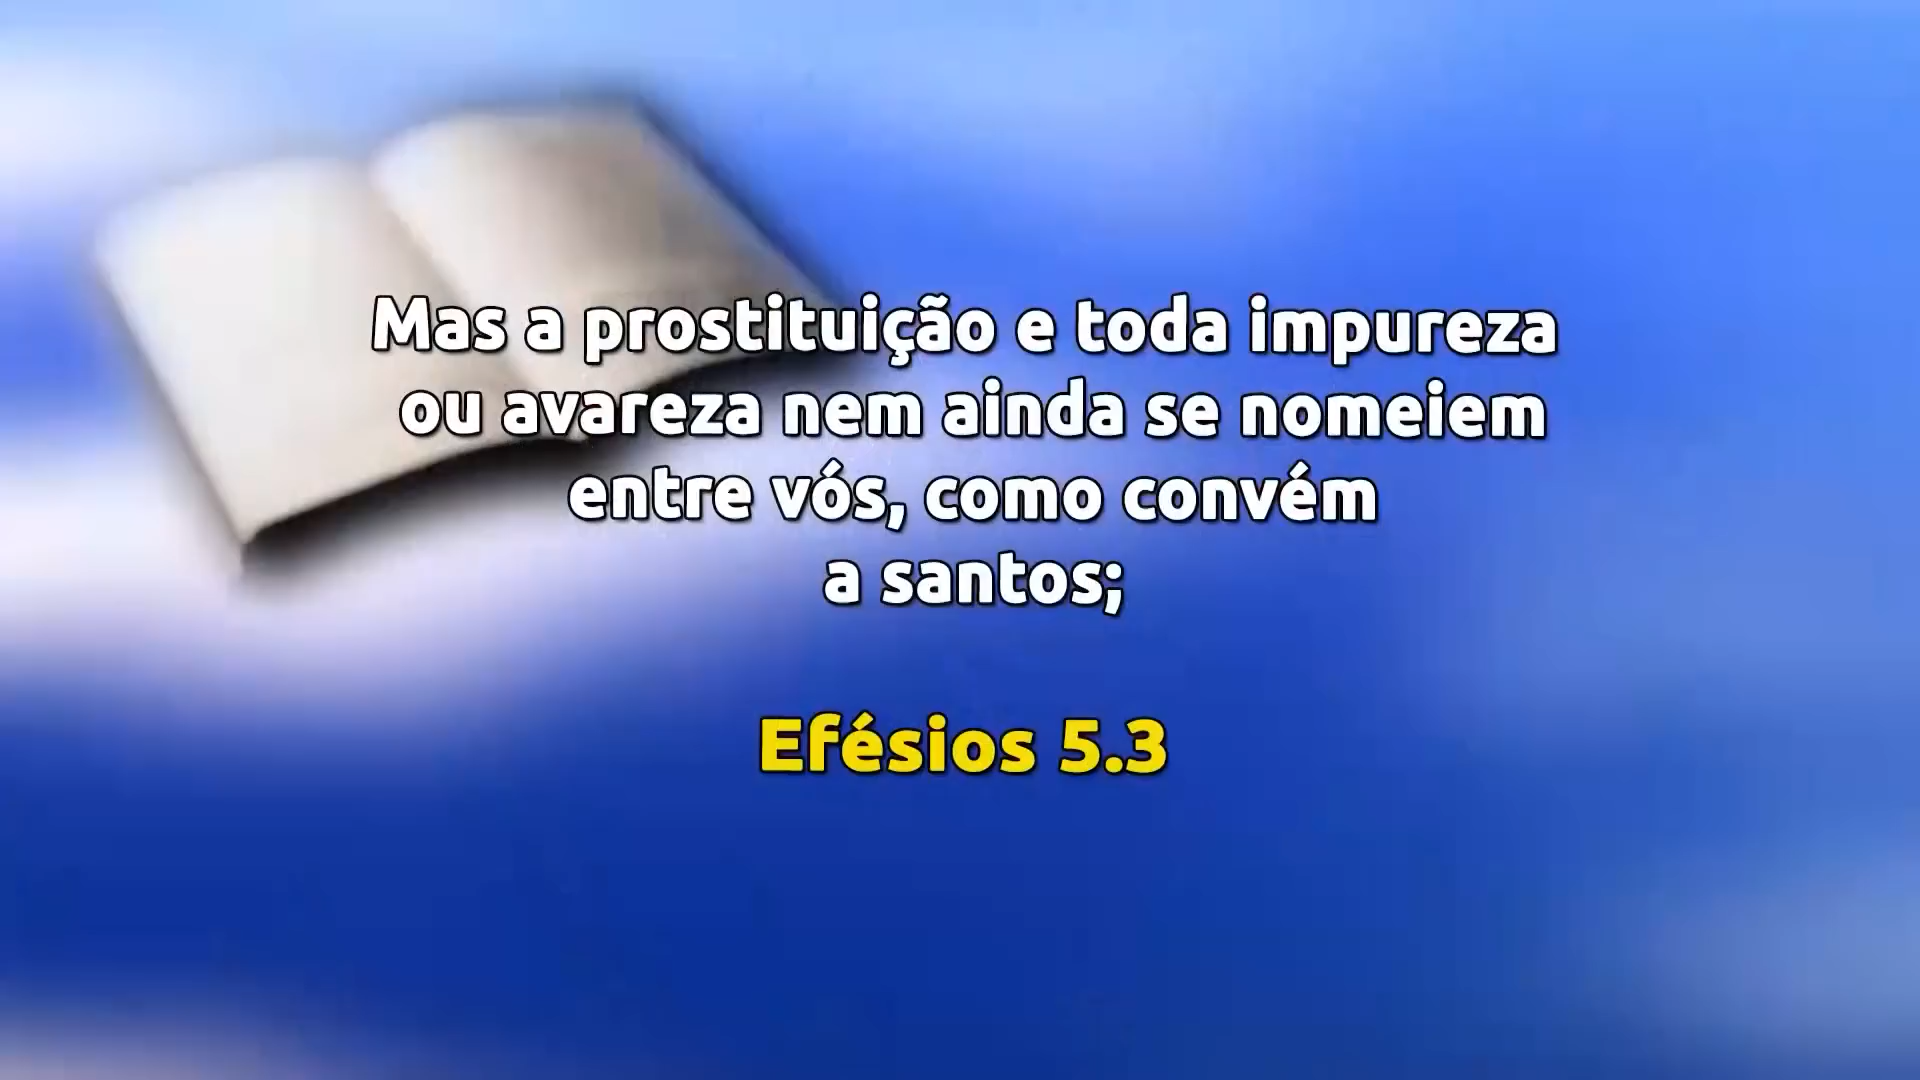 Mas a prostituição e toda impureza
ou avareza nem ainda se nomeiem
entre vós, como convém
a santos;
Efésios 5.3